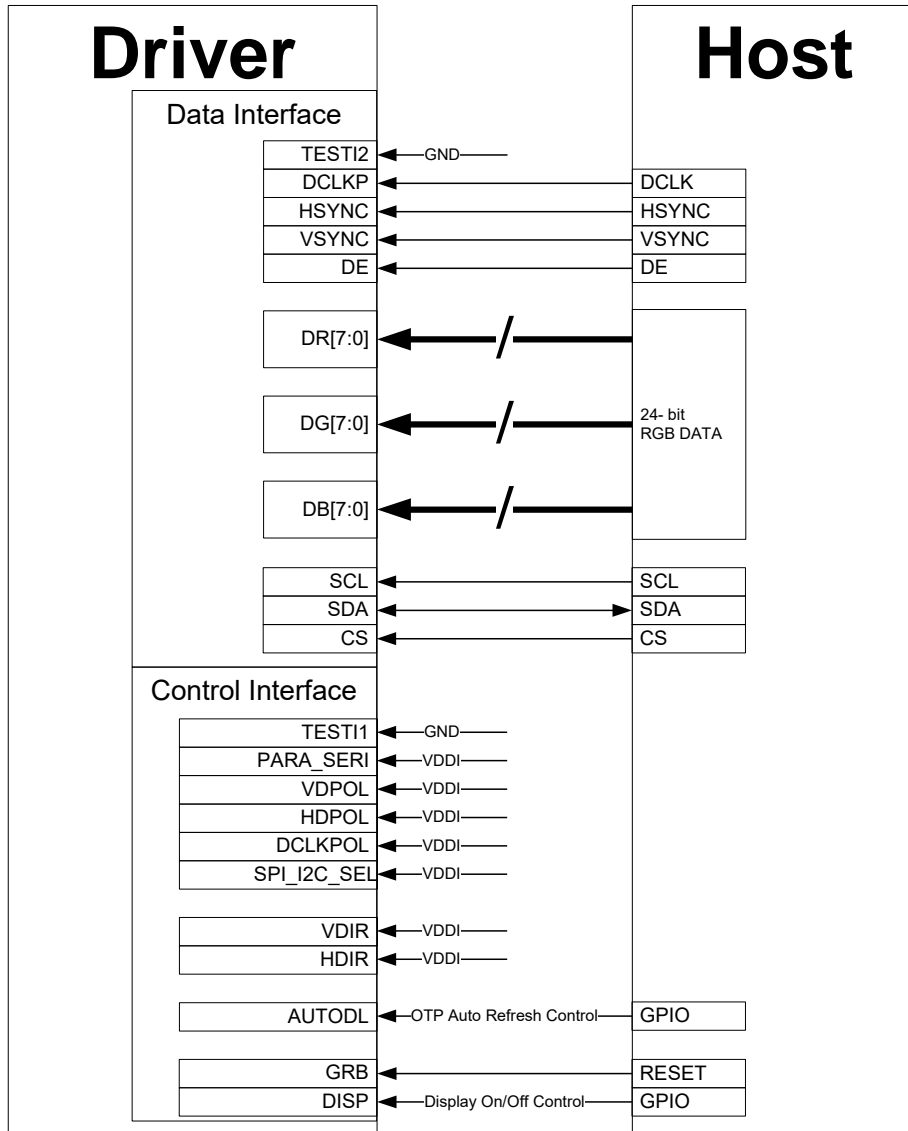 Driver
Host
Data Interface
TESTI2
GND
DCLKP
DCLK
HSYNC
HSYNC
VSYNC
VSYNC
DE
DE
DR[7:0]
24- bit
RGB DATA
DG[7:0]
DB[7:0]
SCL
SCL
SDA
SDA
CS
CS
Control Interface
TESTI1
GND
PARA_SERI
VDDI
VDPOL
VDDI
HDPOL
VDDI
DCLKPOL
VDDI
SPI_I2C_SEL
VDDI
VDIR
VDDI
HDIR
VDDI
AUTODL
OTP Auto Refresh Control
GPIO
GRB
RESET
DISP
Display On/Off Control
GPIO